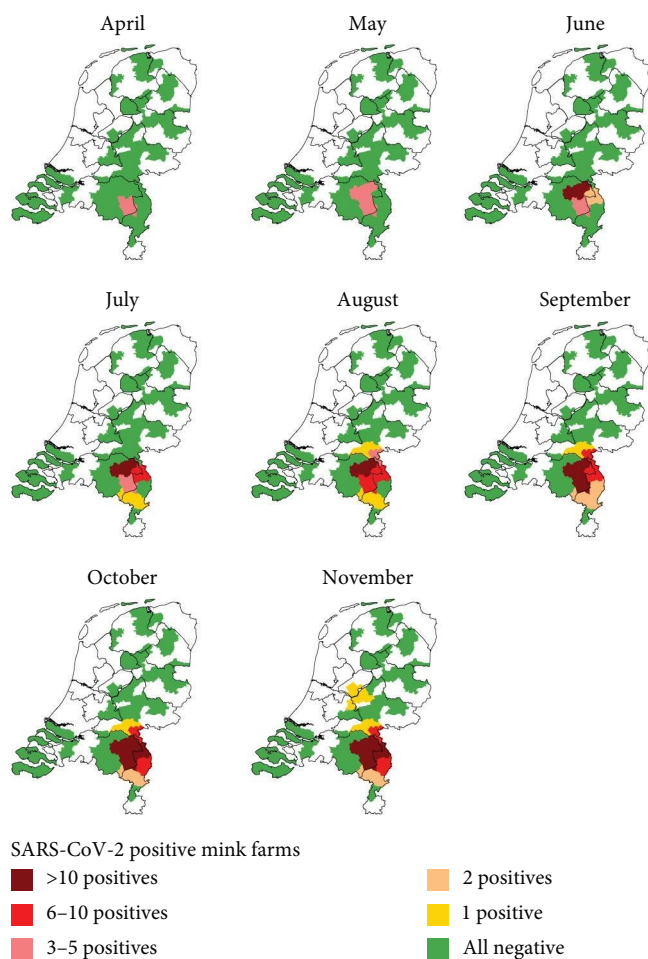 April
May
June
July
August
September
October
November
SARS-CoV-2 positive mink farms
>10 positives
6–10 positives
3–5 positives
2 positives
1 positive
All negative